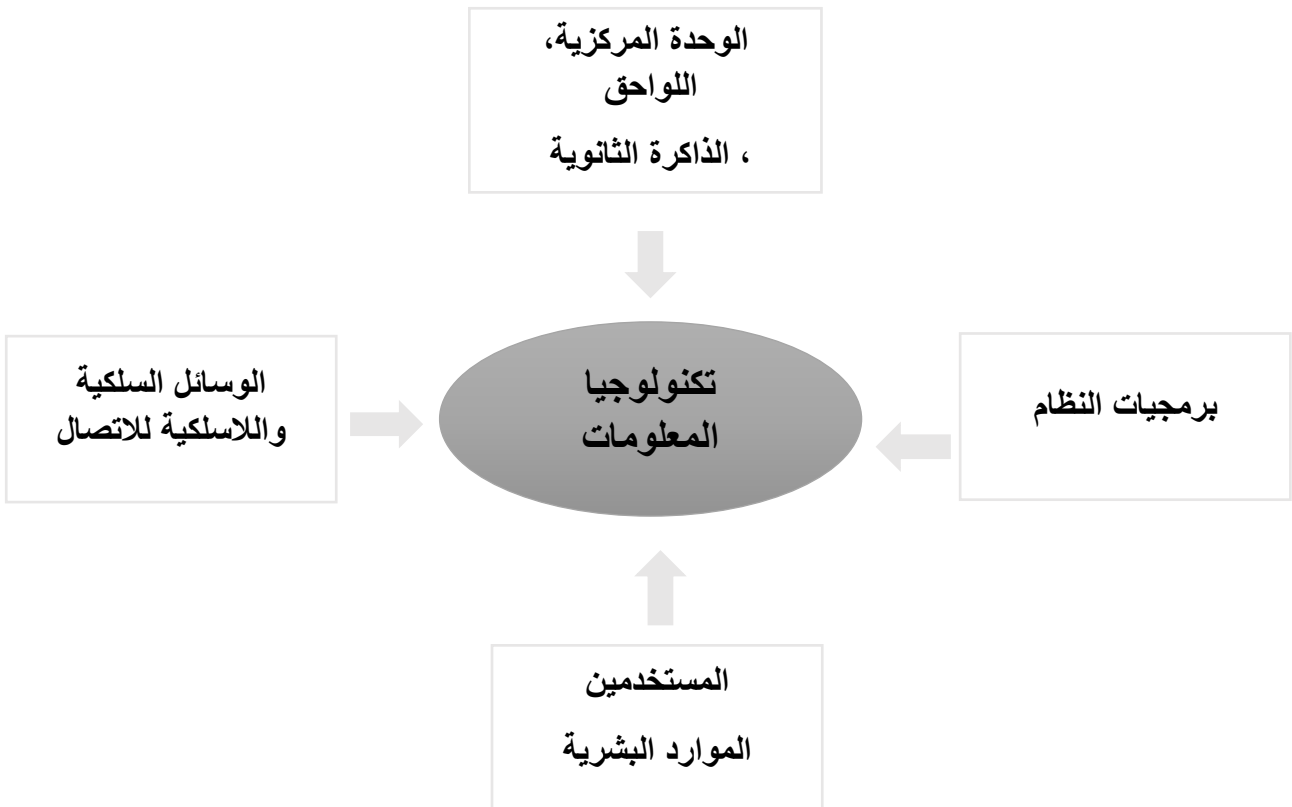 الوحدة المركزية،
اللواحق
، الذاكرة الثانوية
برمجيات النظام
تكنولوجيا
المعلومات
الوسائل السلكية
واللاسلكية للاتصال
المستخدمين
الموارد البشرية